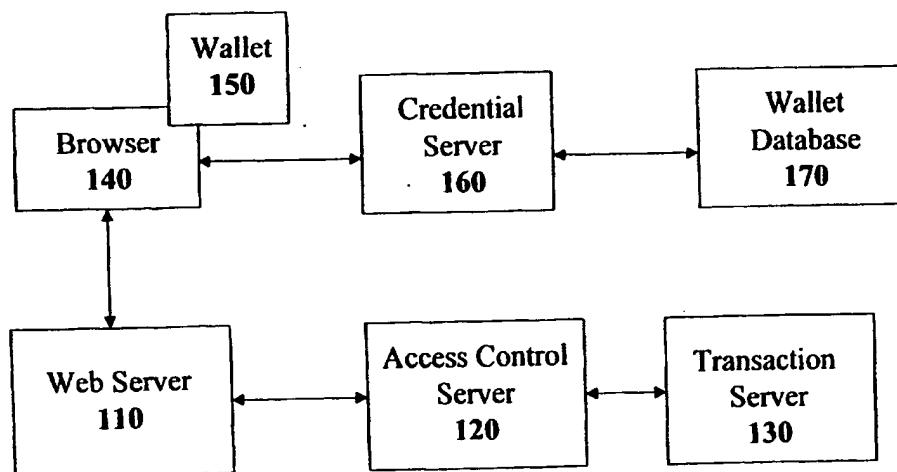 Wallet
150
Browser
140
Credential
Server
160
Wallet
Database
170
Web Server
110
Access Control
Server
120
Transaction
Server
130